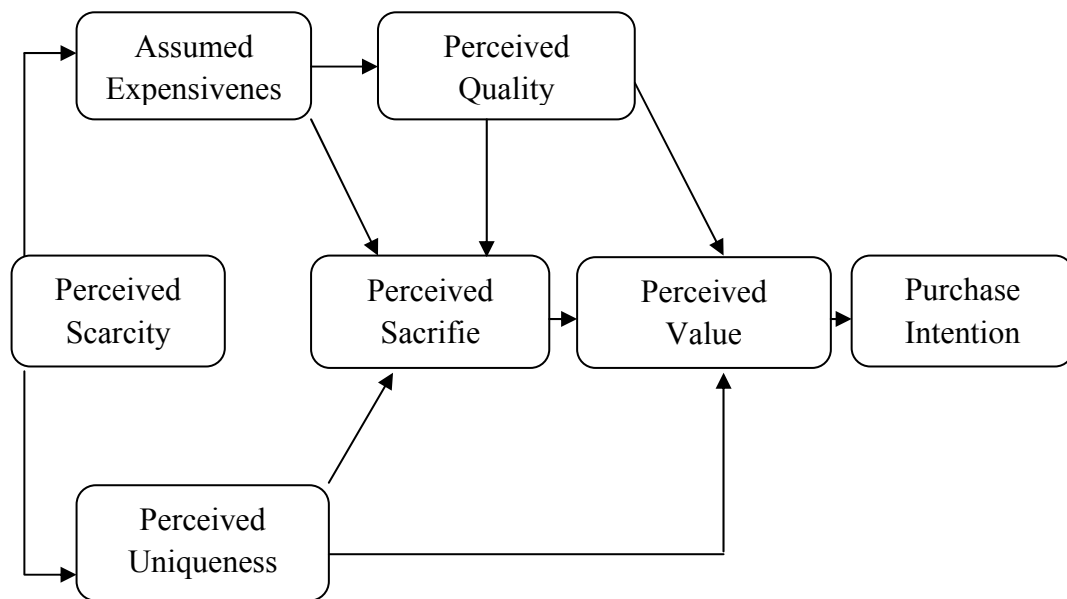 Assumed
Expensivenes
Perceived
Quality
Perceived
Scarcity
Perceived
Sacrifie
Perceived
Value
Purchase
Intention
Perceived
Uniqueness